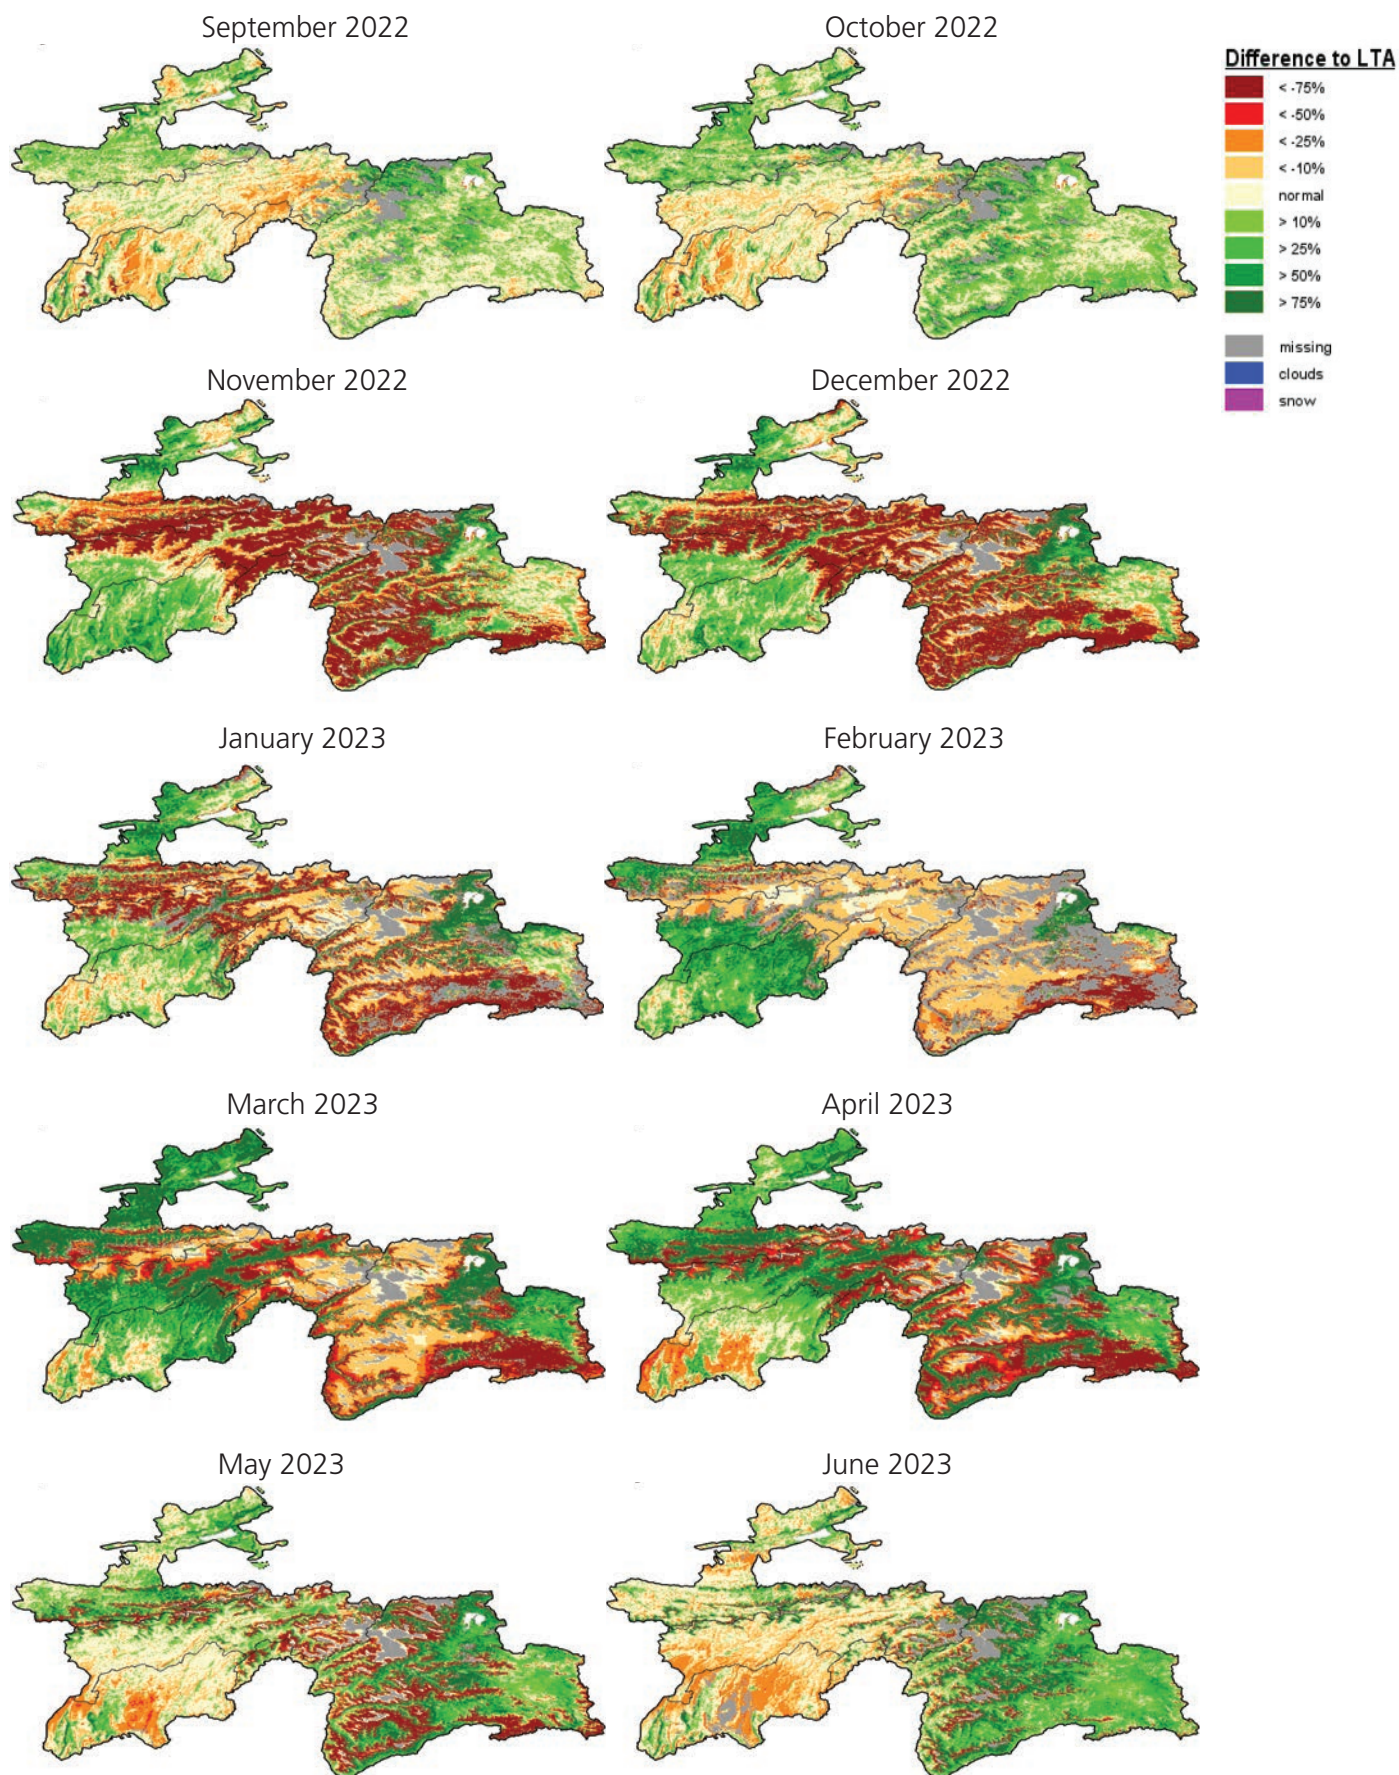 September 2022
October 2022
Difference to LTA
< -75%
< -50%
< -25%
< -10%
normal
> 10%
> 25%
> 50%
> 75%
missing
clouds
snow
November 2022
December 2022
January 2023
February 2023
March 2023
April 2023
May 2023
June 2023